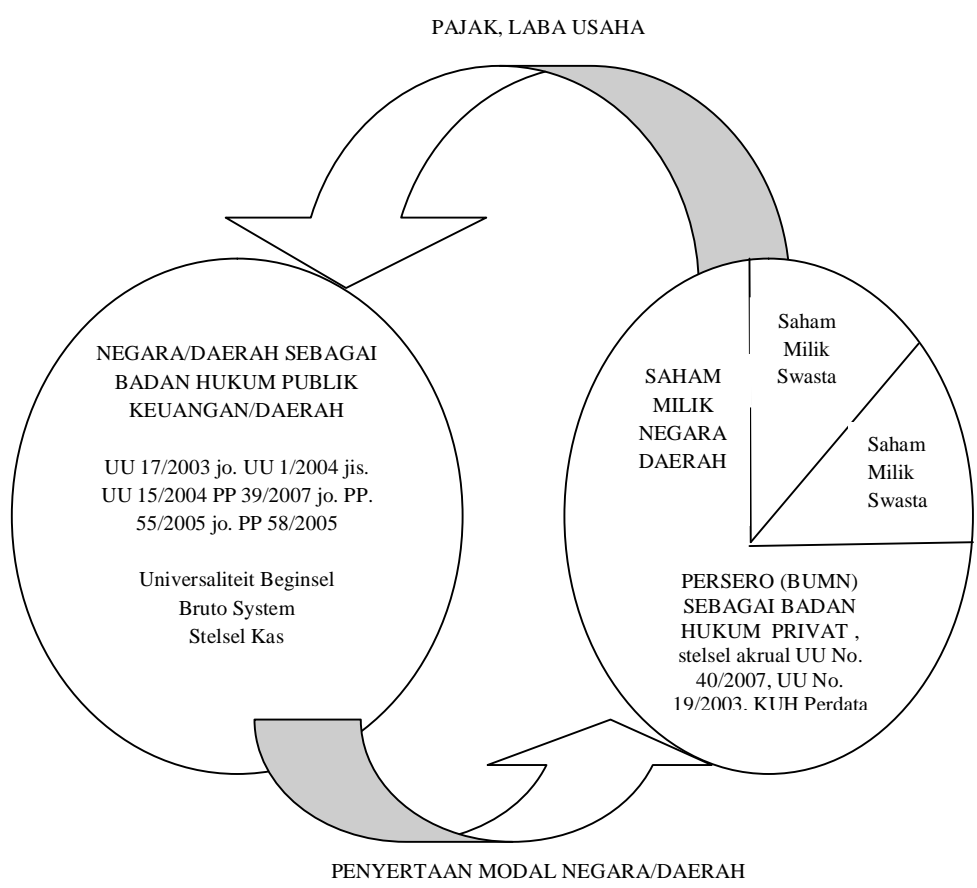 PAJAK, LABA USAHA
NEGARA/DAERAH SEBAGAI
BADAN HUKUM PUBLIK
KEUANGAN/DAERAH
UU 17/2003 jo. UU 1/2004 jis.
UU 15/2004 PP 39/2007 jo. PP.
55/2005 jo. PP 58/2005
Universaliteit Beginsel
Bruto System
Stelsel Kas
SAHAM
MILIK
NEGARA
DAERAH
Saham
Milik
Swasta
Saham
Milik
Swasta
PERSERO (BUMN)
SEBAGAI BADAN
HUKUM PRIVAT ,
stelsel akrual UU No.
40/2007, UU No.
19/2003, KUH Perdata
PENYERTAAN MODAL NEGARA/DAERAH